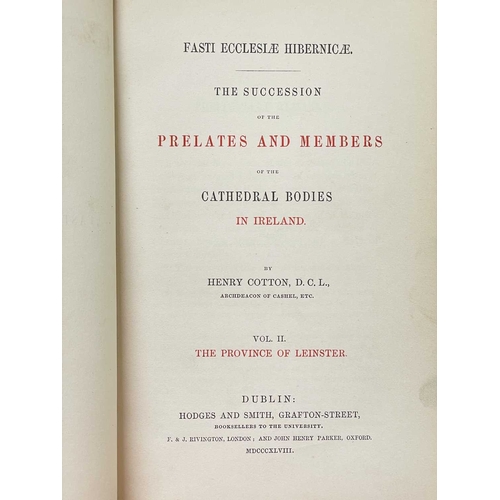 FASTI ECCLESIÆ HIBERNICÆ.
THE SUCCESSION
OF THE
PRELATES AND MEMBERS
OF THE
CATHEDRAL BODIES
IN IRELAND.
BY
HENRY COTTON, D. C. L.,
ARCHDEACON OF CASHEL, ETC.
VOL. II.
THE PROVINCE OF LEINSTER.
DUBLIN:
HODGES AND SMITH, GRAFTON-STREET,
BOOKSELLERS TO THE UNIVERSITY.
F. & J. RIVINGTON, LONDON; AND JOHN HENRY PARKER, OXFORD.
MDCCCXLVIII.